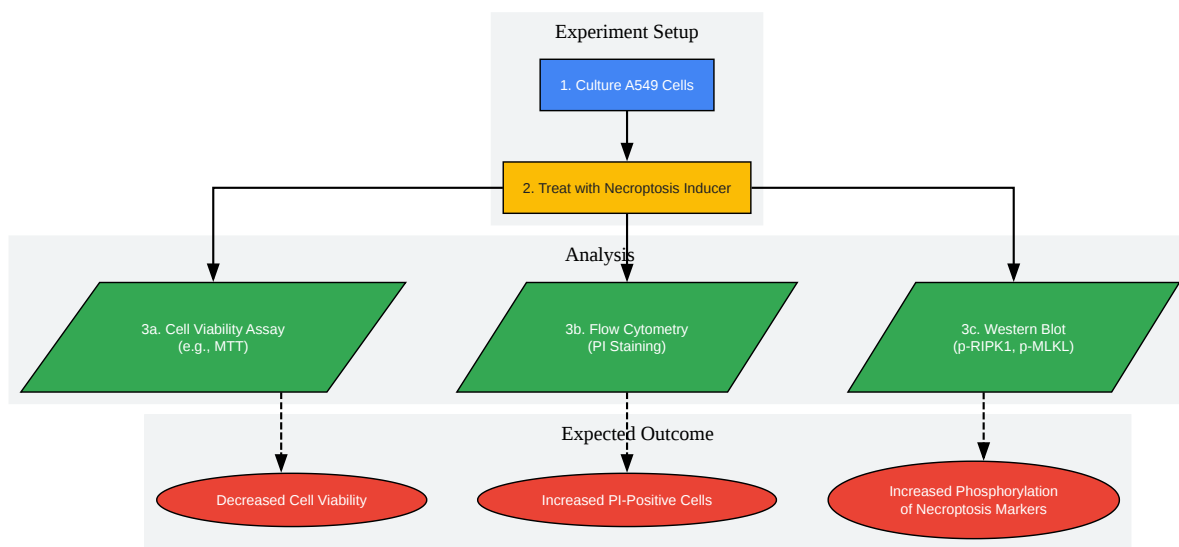 Experiment Setup
1. Culture A549 Cells
2. Treat with Necroptosis Inducer
Analysis
3a. Cell Viability Assay
(e.g., MTT)
3b. Flow Cytometry
(PI Staining)
3c. Western Blot
(p-RIPK1, p-MLKL)
Expected Outcome
Decreased Cell Viability
Increased PI-Positive Cells
Increased Phosphorylation
of Necroptosis Markers